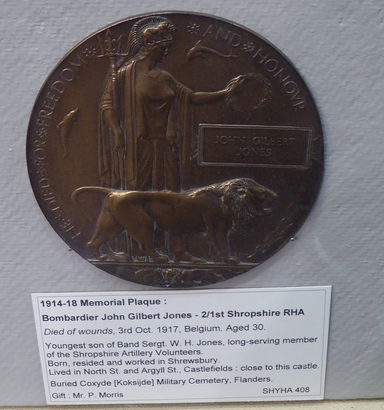 HE DIED FOR FREEDOM AND HONOUR
JOHN GILBERT
JONES
1914-18 Memorial Plaque :
Bombardier John Gilbert Jones - 2/1st Shropshire RHA
Died of wounds, 3rd Oct. 1917, Belgium. Aged 30.
Youngest son of Band Sergt. W. H. Jones, long-serving member
of the Shropshire Artillery Volunteers.
Born, resided and worked in Shrewsbury.
Lived in North St. and Argyll St., Castlefields : close to this castle.
Buried Coxyde [Koksijde] Military Cemetery, Flanders.
Gift : Mr. P. Morris
SHYHA 408